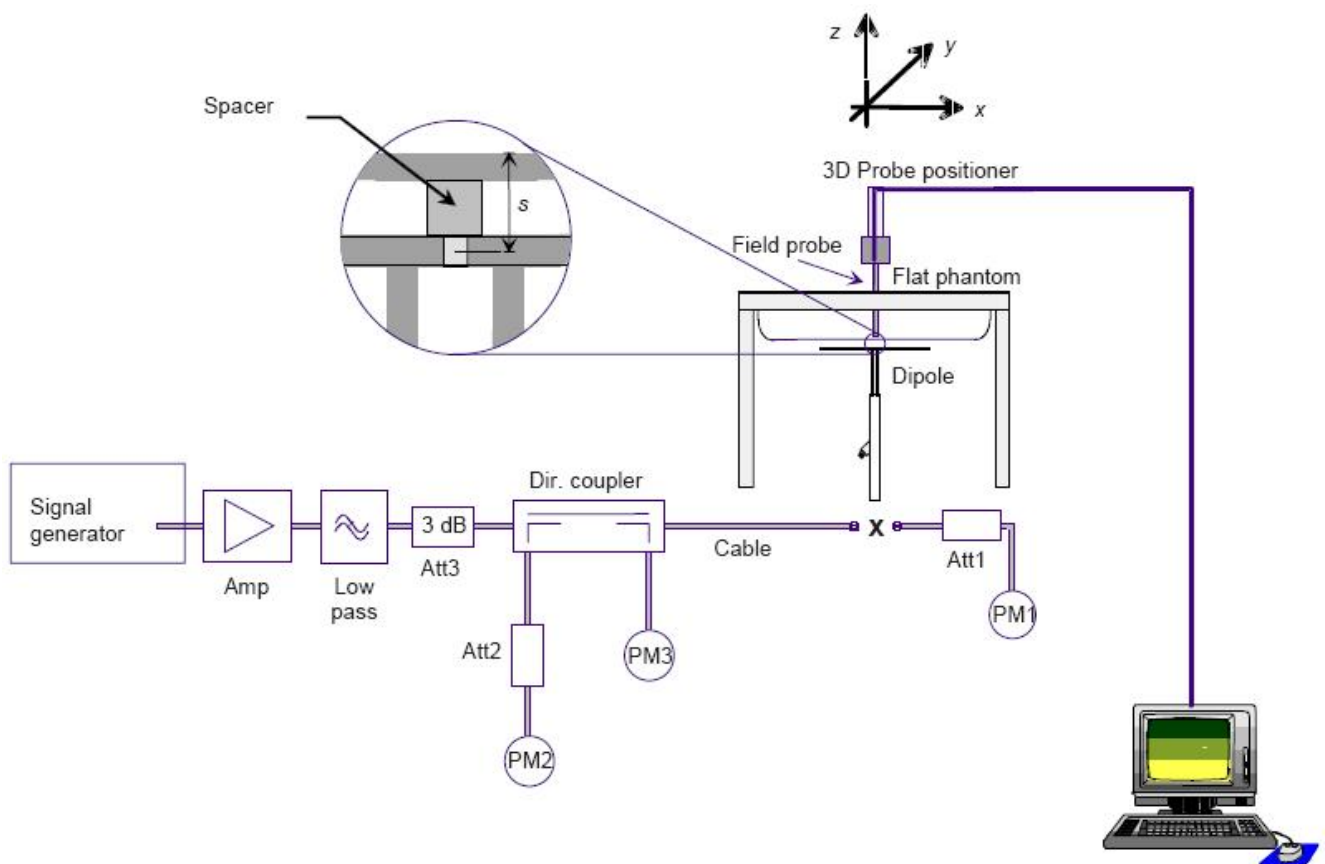 z
y
x
Spacer
s
3D Probe positioner
Field probe
Flat phantom
Dipole
Signal
generator
Amp
Low
pass
3 dB
Att3
Dir. coupler
Cable
X
Att1
PM1
Att2
PM3
PM2